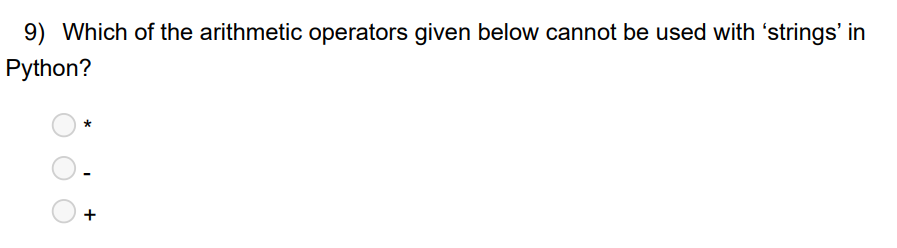 9) Which of the arithmetic operators given below cannot be used with ‘strings’ in
Python?
*
-
+